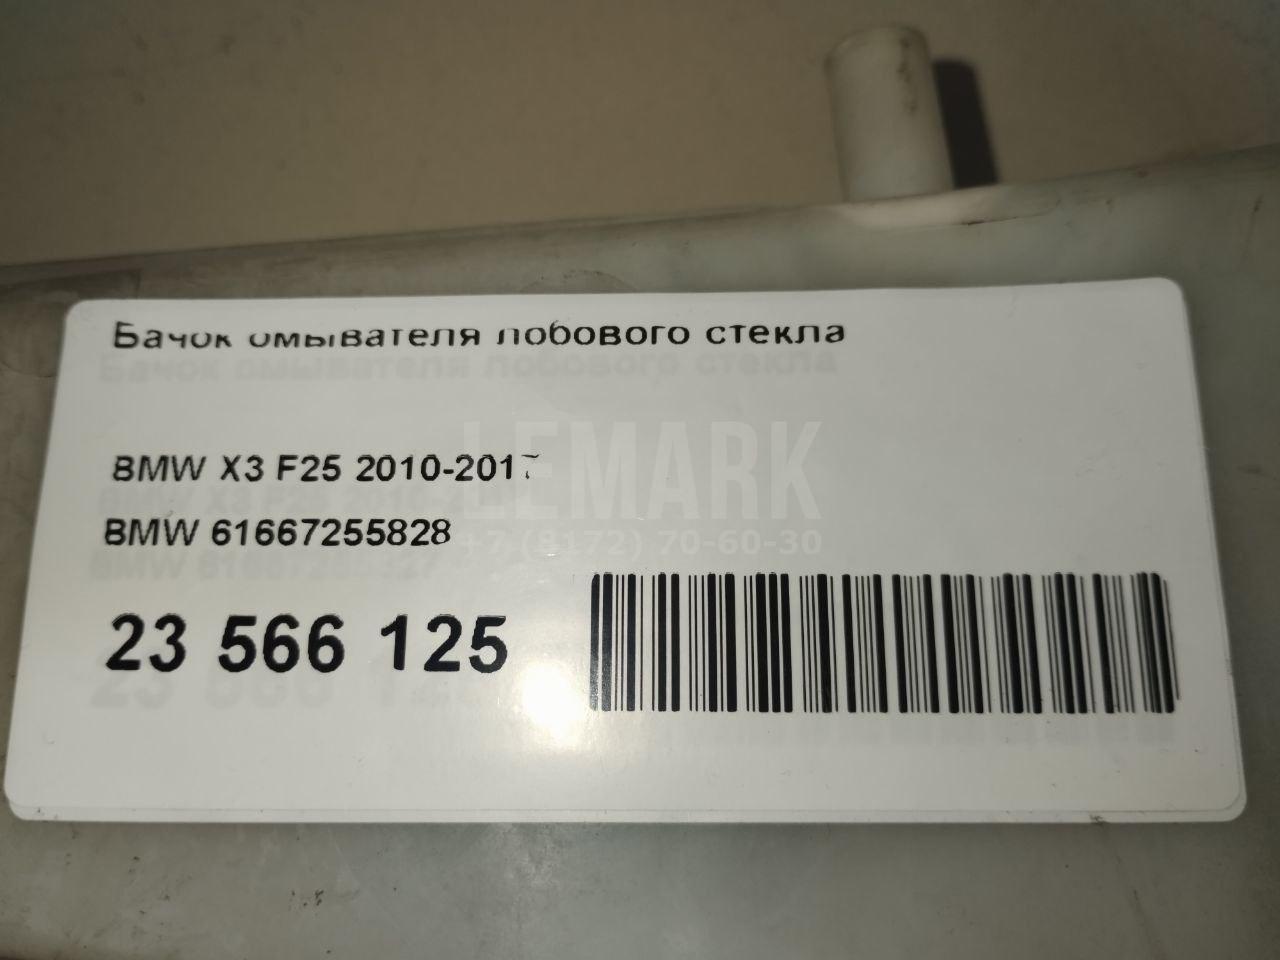 Бачок омывателя лобового стекла
BMW X3 F25 2010-2017
LEMARK
BMW 61667255828
+7 (8172) 70-60-30
23 566 125